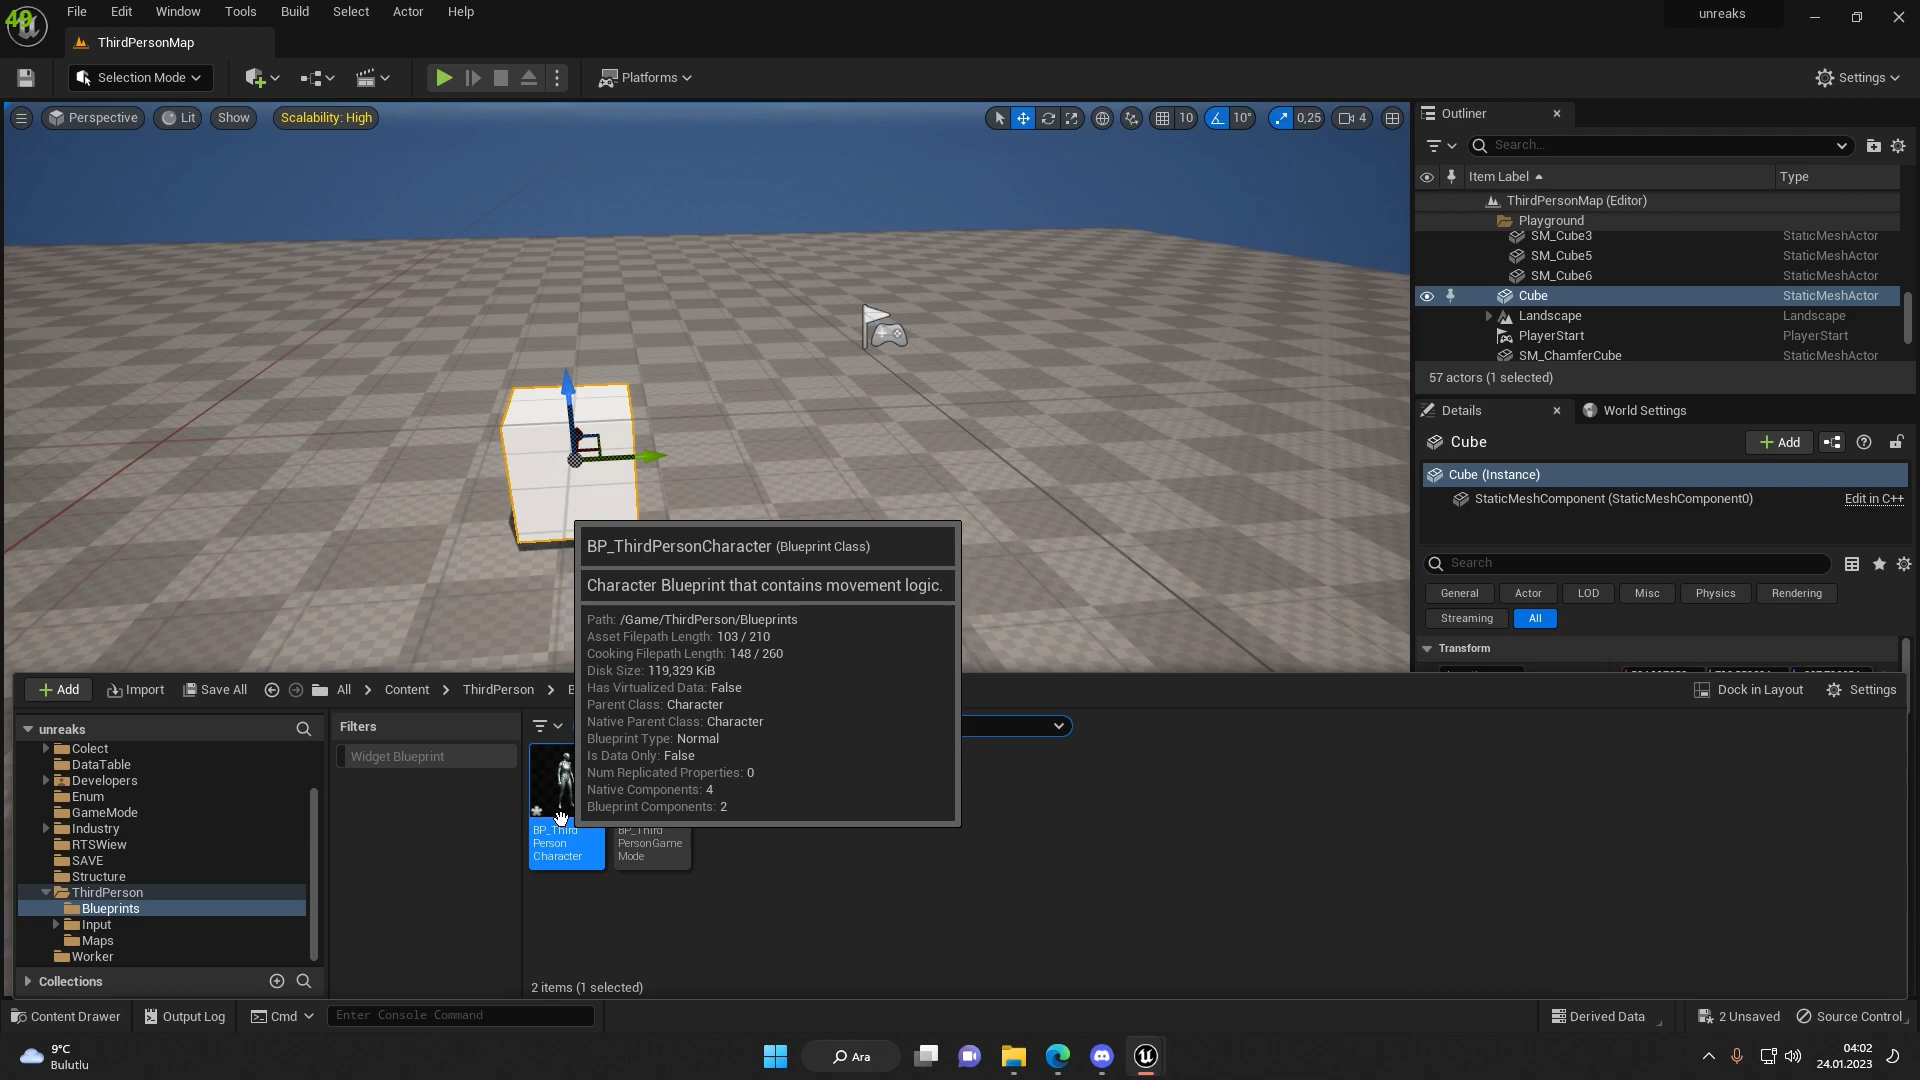 49
File Edit Window Tools Build Select Actor Help
unreaks
ThirdPersonMap
Selection Mode
Platforms
Settings
Perspective Lit Show Scalability: High
10 10° 0,25 4
Outliner
Search...
Item Label Type
ThirdPersonMap (Editor)
Playground
SM_Cube3 StaticMeshActor
SM_Cube5 StaticMeshActor
SM_Cube6 StaticMeshActor
Cube StaticMeshActor
Landscape Landscape
PlayerStart PlayerStart
SM_ChamferCube StaticMeshActor
57 actors (1 selected)
Details World Settings
Cube Add
Cube (Instance)
StaticMeshComponent (StaticMeshComponent0) Edit in C++
Search
General Actor LOD Misc Physics Rendering
Streaming All
Transform
BP_ThirdPersonCharacter (Blueprint Class)
Character Blueprint that contains movement logic.
Path: /Game/ThirdPerson/Blueprints
Asset Filepath Length: 103 / 210
Cooking Filepath Length: 148 / 260
Disk Size: 119,329 KiB
Has Virtualized Data: False
Parent Class: Character
Native Parent Class: Character
Blueprint Type: Normal
Is Data Only: False
Num Replicated Properties: 0
Native Components: 4
Blueprint Components: 2
Add Import Save All All Content ThirdPerson
Dock in Layout Settings
unreaks
Colect
DataTable
Developers
Enum
GameMode
Industry
RTSWiew
SAVE
Structure
ThirdPerson
Blueprints
Input
Maps
Worker
Collections
Filters
Widget Blueprint
BP_Third
Person
Character
BP_Third
PersonGame
Mode
2 items (1 selected)
Content Drawer Output Log Cmd Enter Console Command
Derived Data 2 Unsaved Source Control
9°C
Bulutlu
Ara
04:02
24.01.2023